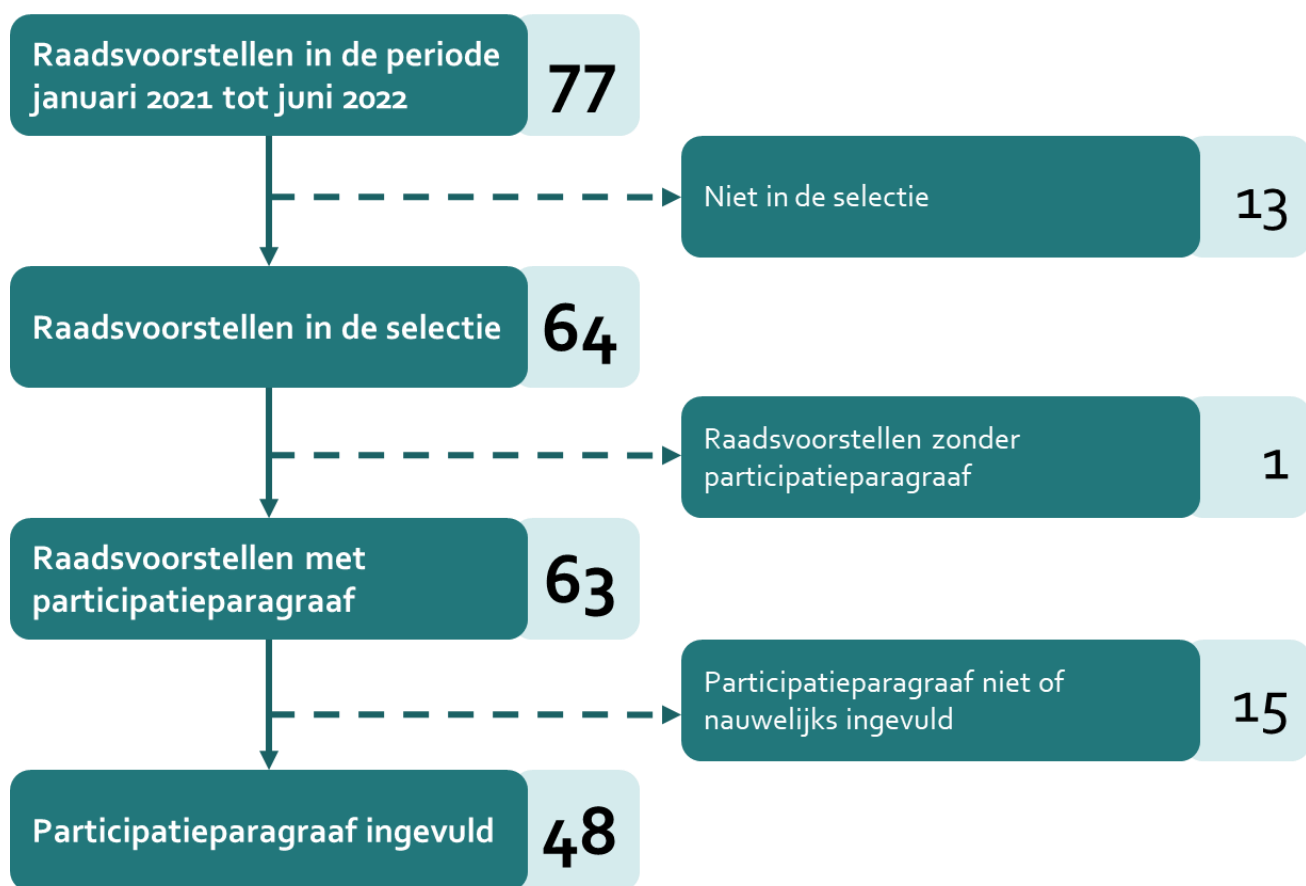 Raadsvoorstellen in de periode
januari 2021 tot juni 2022
77
Niet in de selectie
13
Raadsvoorstellen in de selectie
64
Raadsvoorstellen zonder
participatieparagraaf
1
Raadsvoorstellen met
participatieparagraaf
63
Participatieparagraaf niet of
nauwelijks ingevuld
15
Participatieparagraaf ingevuld
48